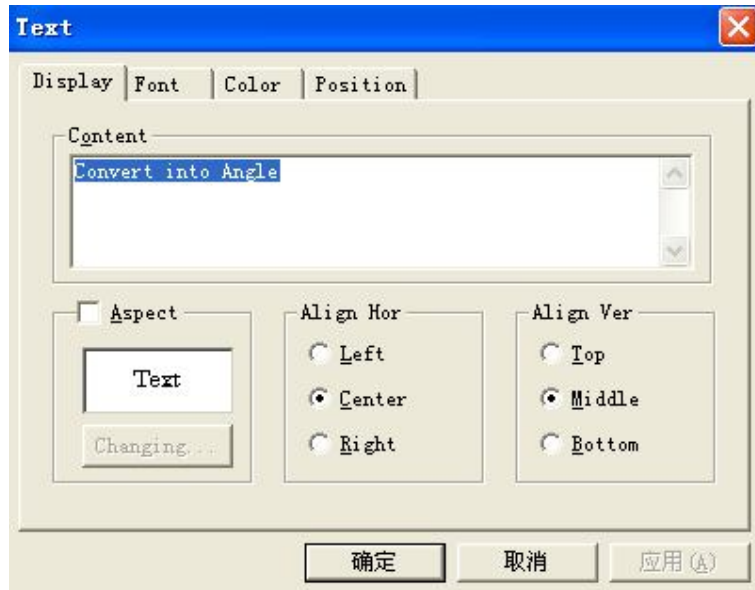 Text
Display Font Color Position
Content
Convert into Angle
Aspect Align Hor Align Ver
Left Top
Text
Center Middle
Changing... Right Bottom
确定 取消 应用(A)